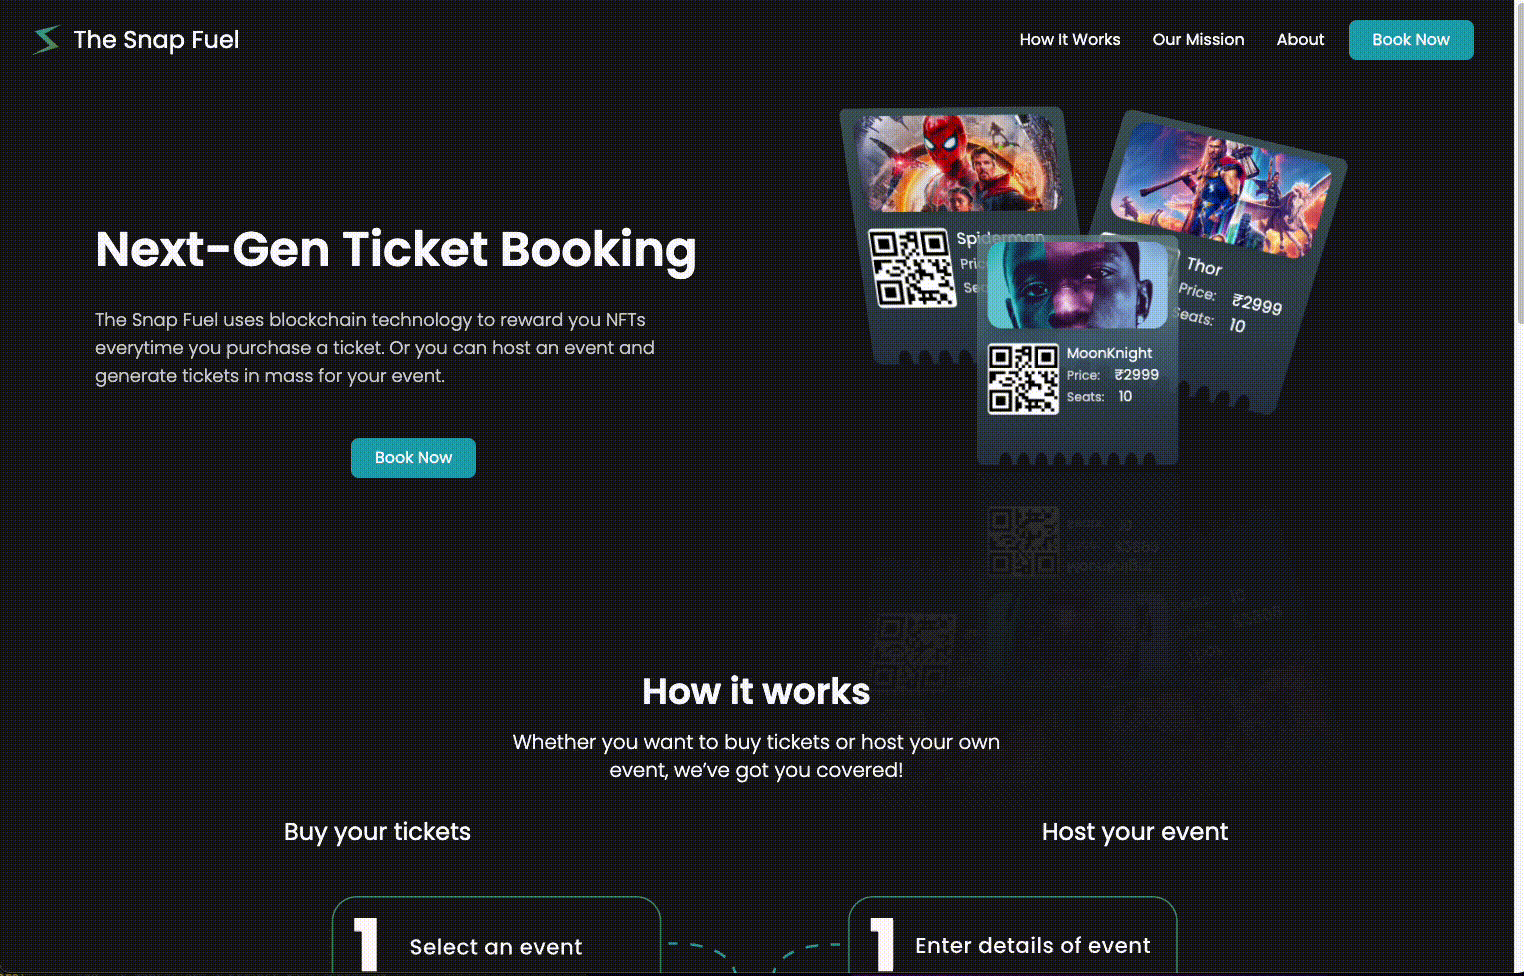 The Snap Fuel
How It Works
Our Mission
About
Book Now
Next-Gen Ticket Booking
The Snap Fuel uses blockchain technology to reward you NFTs
everytime you purchase a ticket. Or you can host an event and
generate tickets in mass for your event.
Book Now
Spiderman
Thor
Price: ₹2999
Seats: 10
MoonKnight
Price: ₹2999
Seats: 10
How it works
Whether you want to buy tickets or host your own
event, we’ve got you covered!
Buy your tickets
Host your event
1 Select an event
1 Enter details of event